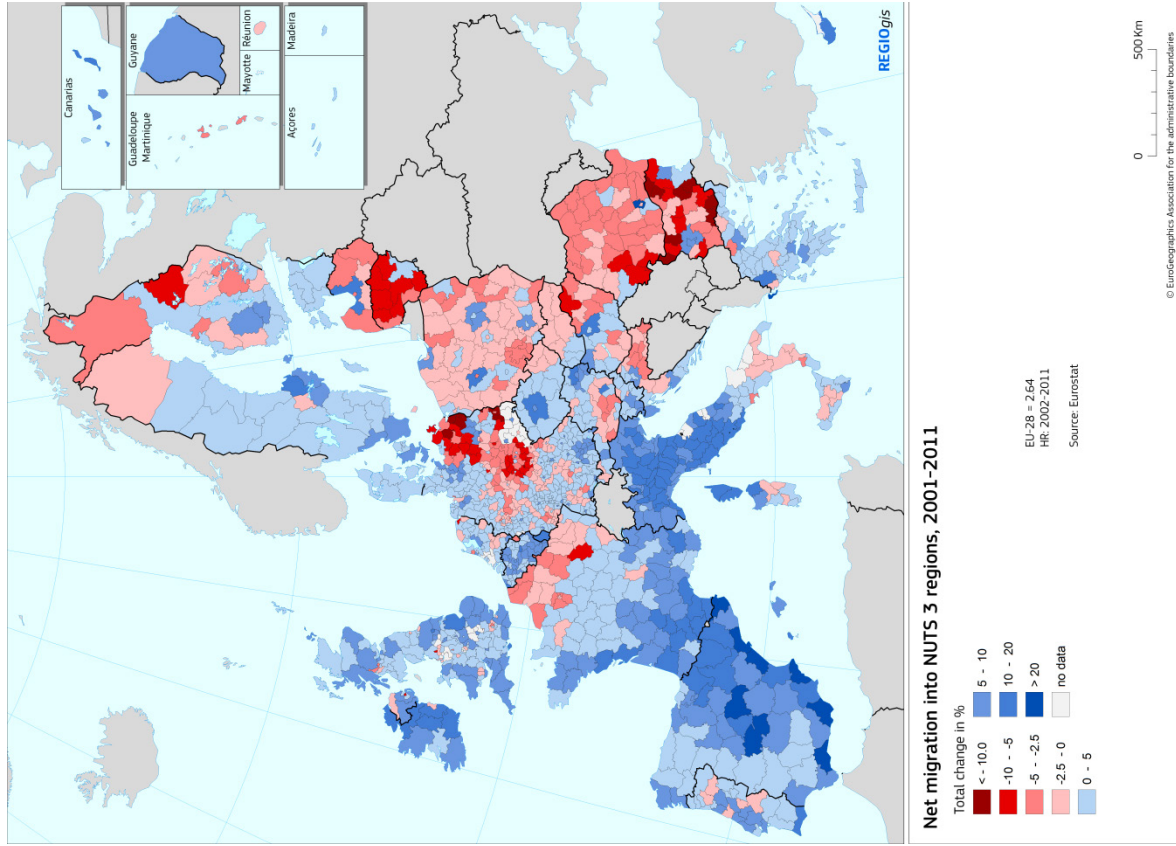 Canarias
Guyane
Guadeloupe
Martinique
Mayotte
Réunion
Açores
Madeira
REGIOgis
Net migration into NUTS 3 regions, 2001-2011
Total change in %
< -10.0
-10 - -5
-5 - -2.5
-2.5 - 0
0 - 5
5 - 10
10 - 20
>20
no data
EU-28 = 2.64
HR: 2002-2011
Source: Eurostat
0
500 Km
© EuroGeographics Association for the administrative boundaries